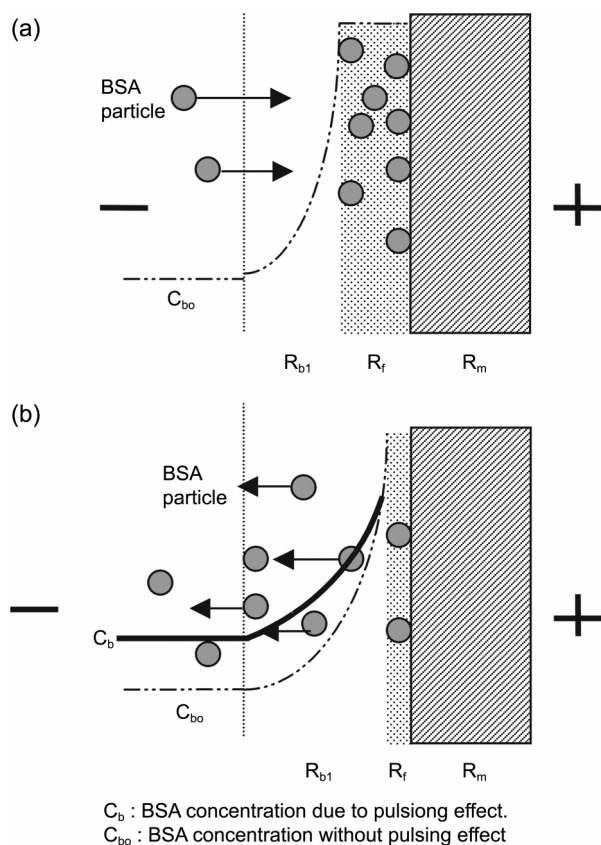 (a)
BSA
particle
−
+
C_bo
R_b1 R_f R_m
(b)
BSA
particle
−
+
C_b
C_bo
R_b1 R_f R_m
C_b : BSA concentration due to pulsiong effect.
C_bo : BSA concentration without pulsing effect